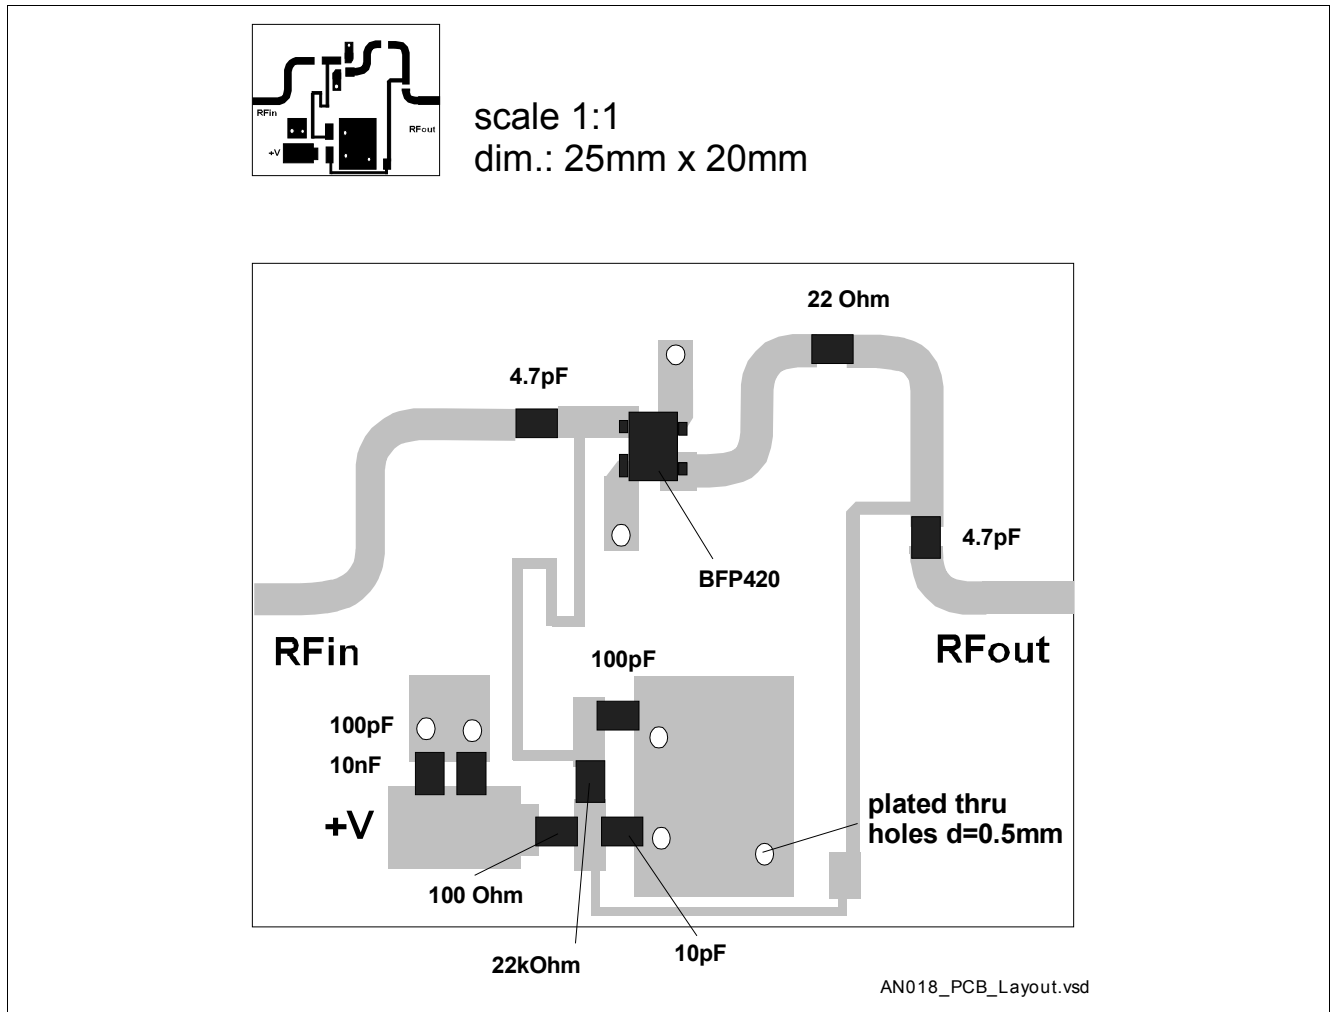 RFin
RFout
+V
scale 1:1
dim.: 25mm x 20mm
22 Ohm
4.7pF
4.7pF
BFP420
RFin
RFout
100pF
100pF
10nF
+V
plated thru
holes d=0.5mm
100 Ohm
22kOhm
10pF
AN018_PCB_Layout.vsd